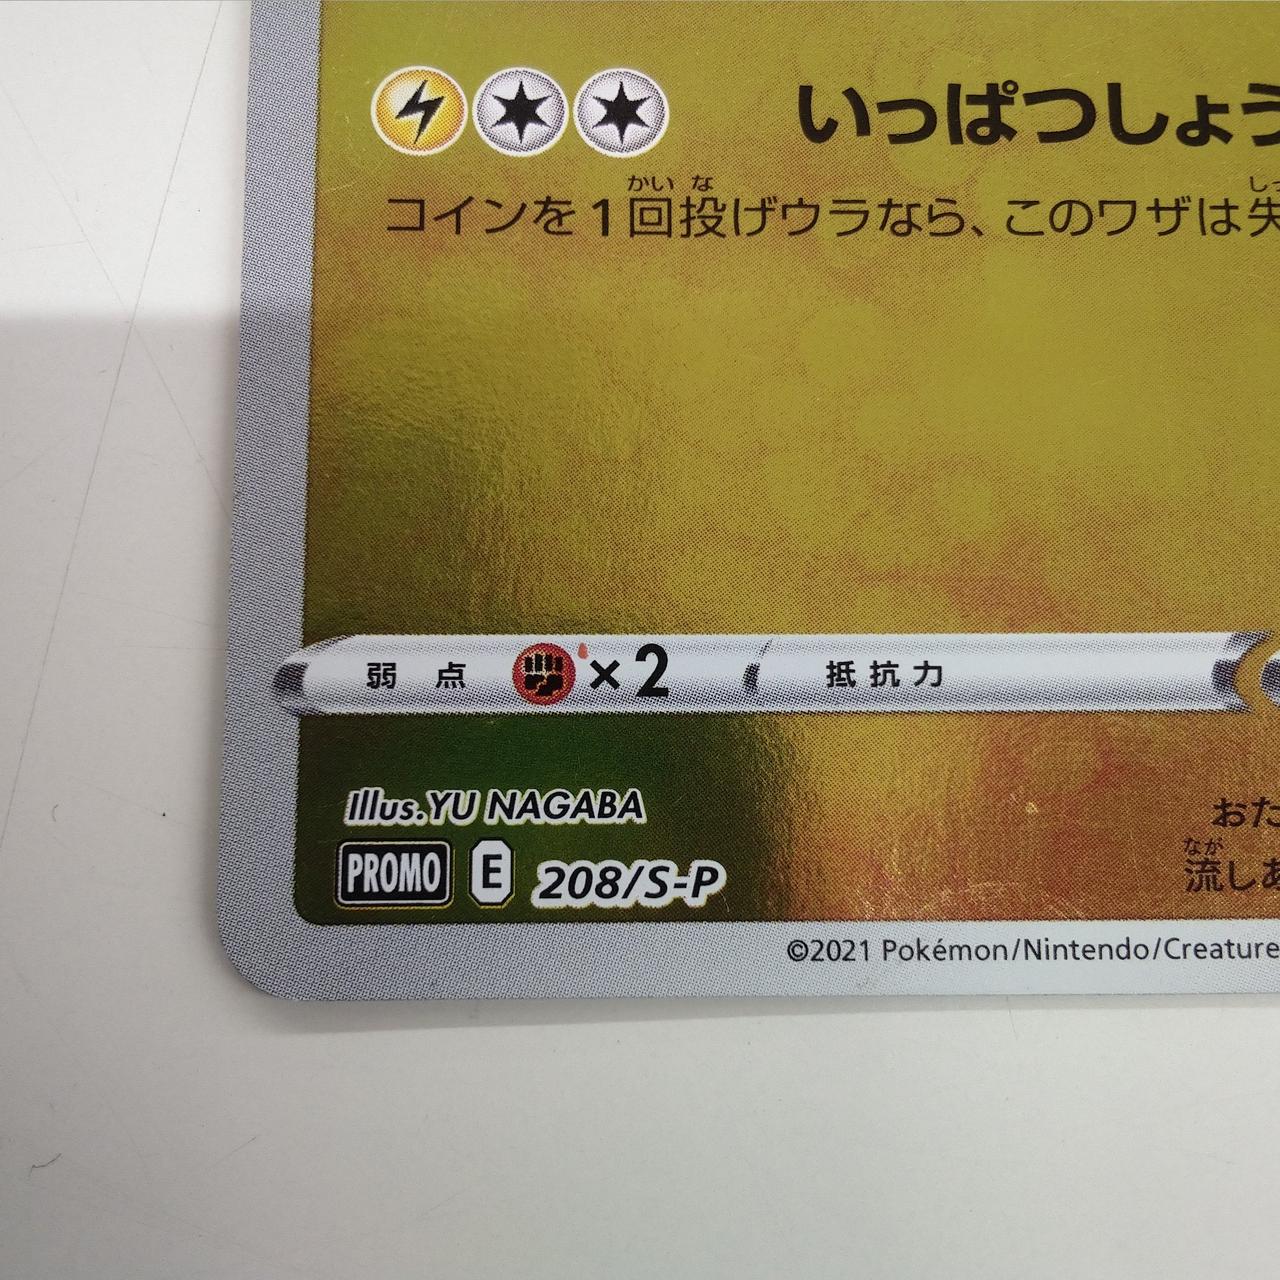 いっぱつしょう
かい な
コインを1回投げウラなら、このワザは失
弱点 ×2 抵抗力
Illus. YU NAGABA
PROMO E 208/S-P
おた
なが
流しあ
©2021 Pokémon/Nintendo/Creature